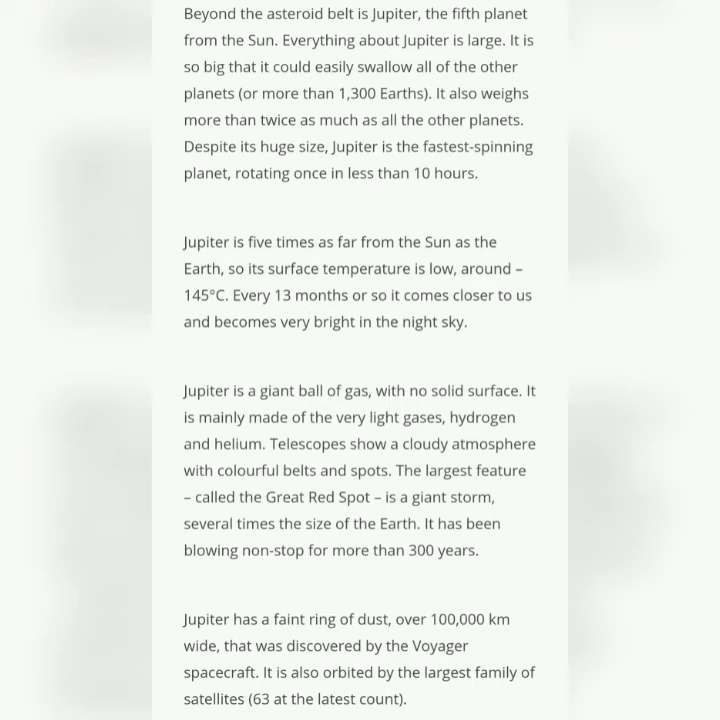 Beyond the asteroid belt is Jupiter, the fifth planet
from the Sun. Everything about Jupiter is large. It is
so big that it could easily swallow all of the other
planets (or more than 1,300 Earths). It also weighs
more than twice as much as all the other planets.
Despite its huge size, Jupiter is the fastest-spinning
planet, rotating once in less than 10 hours.
Jupiter is five times as far from the Sun as the
Earth, so its surface temperature is low, around –
145°C. Every 13 months or so it comes closer to us
and becomes very bright in the night sky.
Jupiter is a giant ball of gas, with no solid surface. It
is mainly made of the very light gases, hydrogen
and helium. Telescopes show a cloudy atmosphere
with colourful belts and spots. The largest feature
– called the Great Red Spot – is a giant storm,
several times the size of the Earth. It has been
blowing non-stop for more than 300 years.
Jupiter has a faint ring of dust, over 100,000 km
wide, that was discovered by the Voyager
spacecraft. It is also orbited by the largest family of
satellites (63 at the latest count).